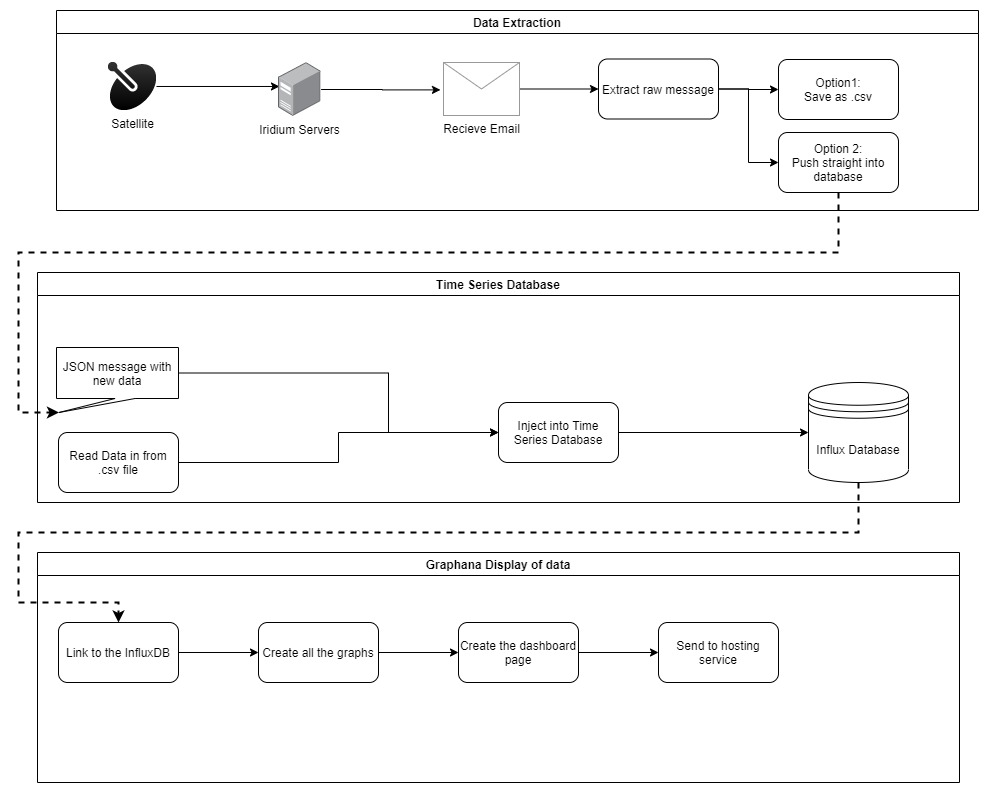 Data Extraction
Satellite
Iridium Servers
Recieve Email
Extract raw message
Option1:
Save as .csv
Option 2:
Push straight into
database
Time Series Database
JSON message with
new data
Read Data in from
.csv file
Inject into Time
Series Database
Influx Database
Graphana Display of data
Link to the InfluxDB
Create all the graphs
Create the dashboard
page
Send to hosting
service